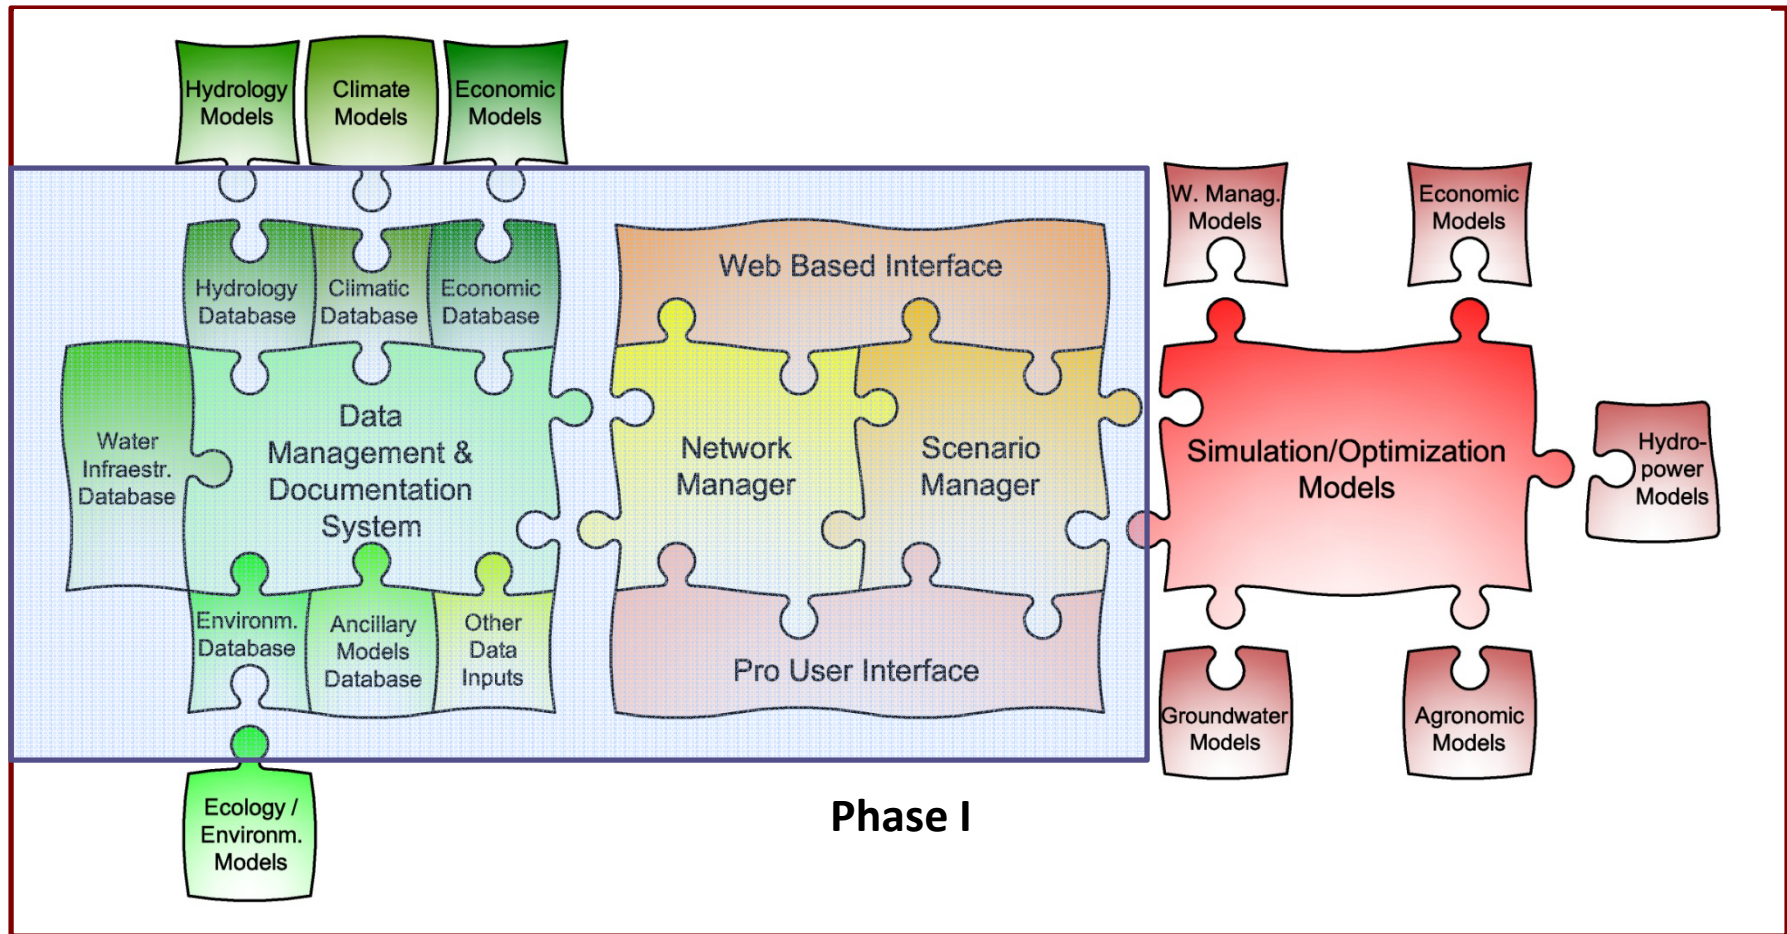 Hydrology
Models
Climate
Models
Economic
Models
Hydrology
Database
Climatic
Database
Economic
Database
Water
Infraestr.
Database
Data
Management &
Documentation
System
Environm.
Database
Ancillary
Models
Database
Other
Data
Inputs
Ecology /
Environm.
Models
Web Based Interface
Network
Manager
Scenario
Manager
Pro User Interface
W. Manag.
Models
Economic
Models
Simulation/Optimization
Models
Hydro-
power
Models
Groundwater
Models
Agronomic
Models
Phase I